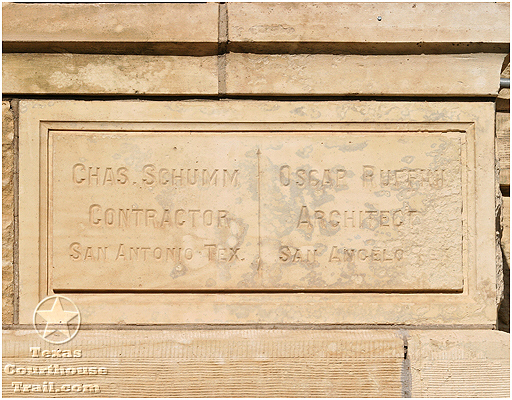 Chas. Schumm
Contractor
San Antonio Tex.
Oscar Ruffini
Architect
San Angelo
Texas
Courthouse
Trail.com